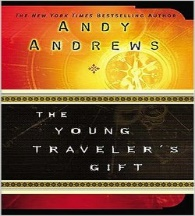 THE NEW YORK TIMES BESTSELLING AUTHOR
ANDY
ANDREWS
THE
YOUNG
TRAVELER'S
GIFT